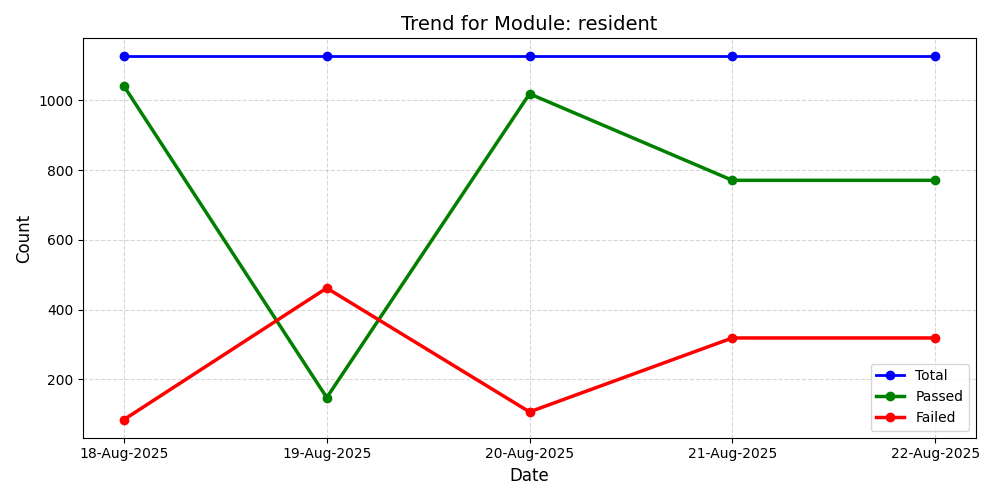 Trend for Module: resident
Count
1000
800
600
400
200
Total
Passed
Failed
18-Aug-2025
19-Aug-2025
20-Aug-2025
21-Aug-2025
22-Aug-2025
Date